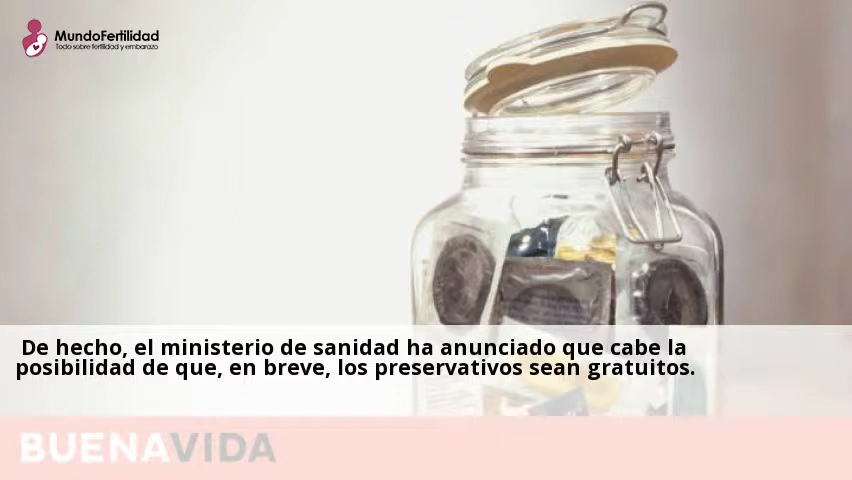 MundoFertilidad
Todo sobre fertilidad y embarazo
De hecho, el ministerio de sanidad ha anunciado que cabe la
posibilidad de que, en breve, los preservativos sean gratuitos.
BUENAVIDA